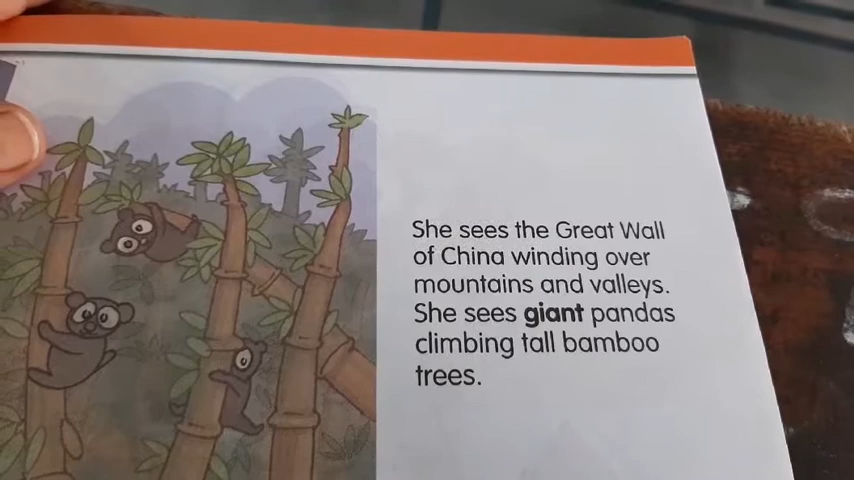 She sees the Great Wall
of China winding over
mountains and valleys.
She sees giant pandas
climbing tall bamboo
trees.